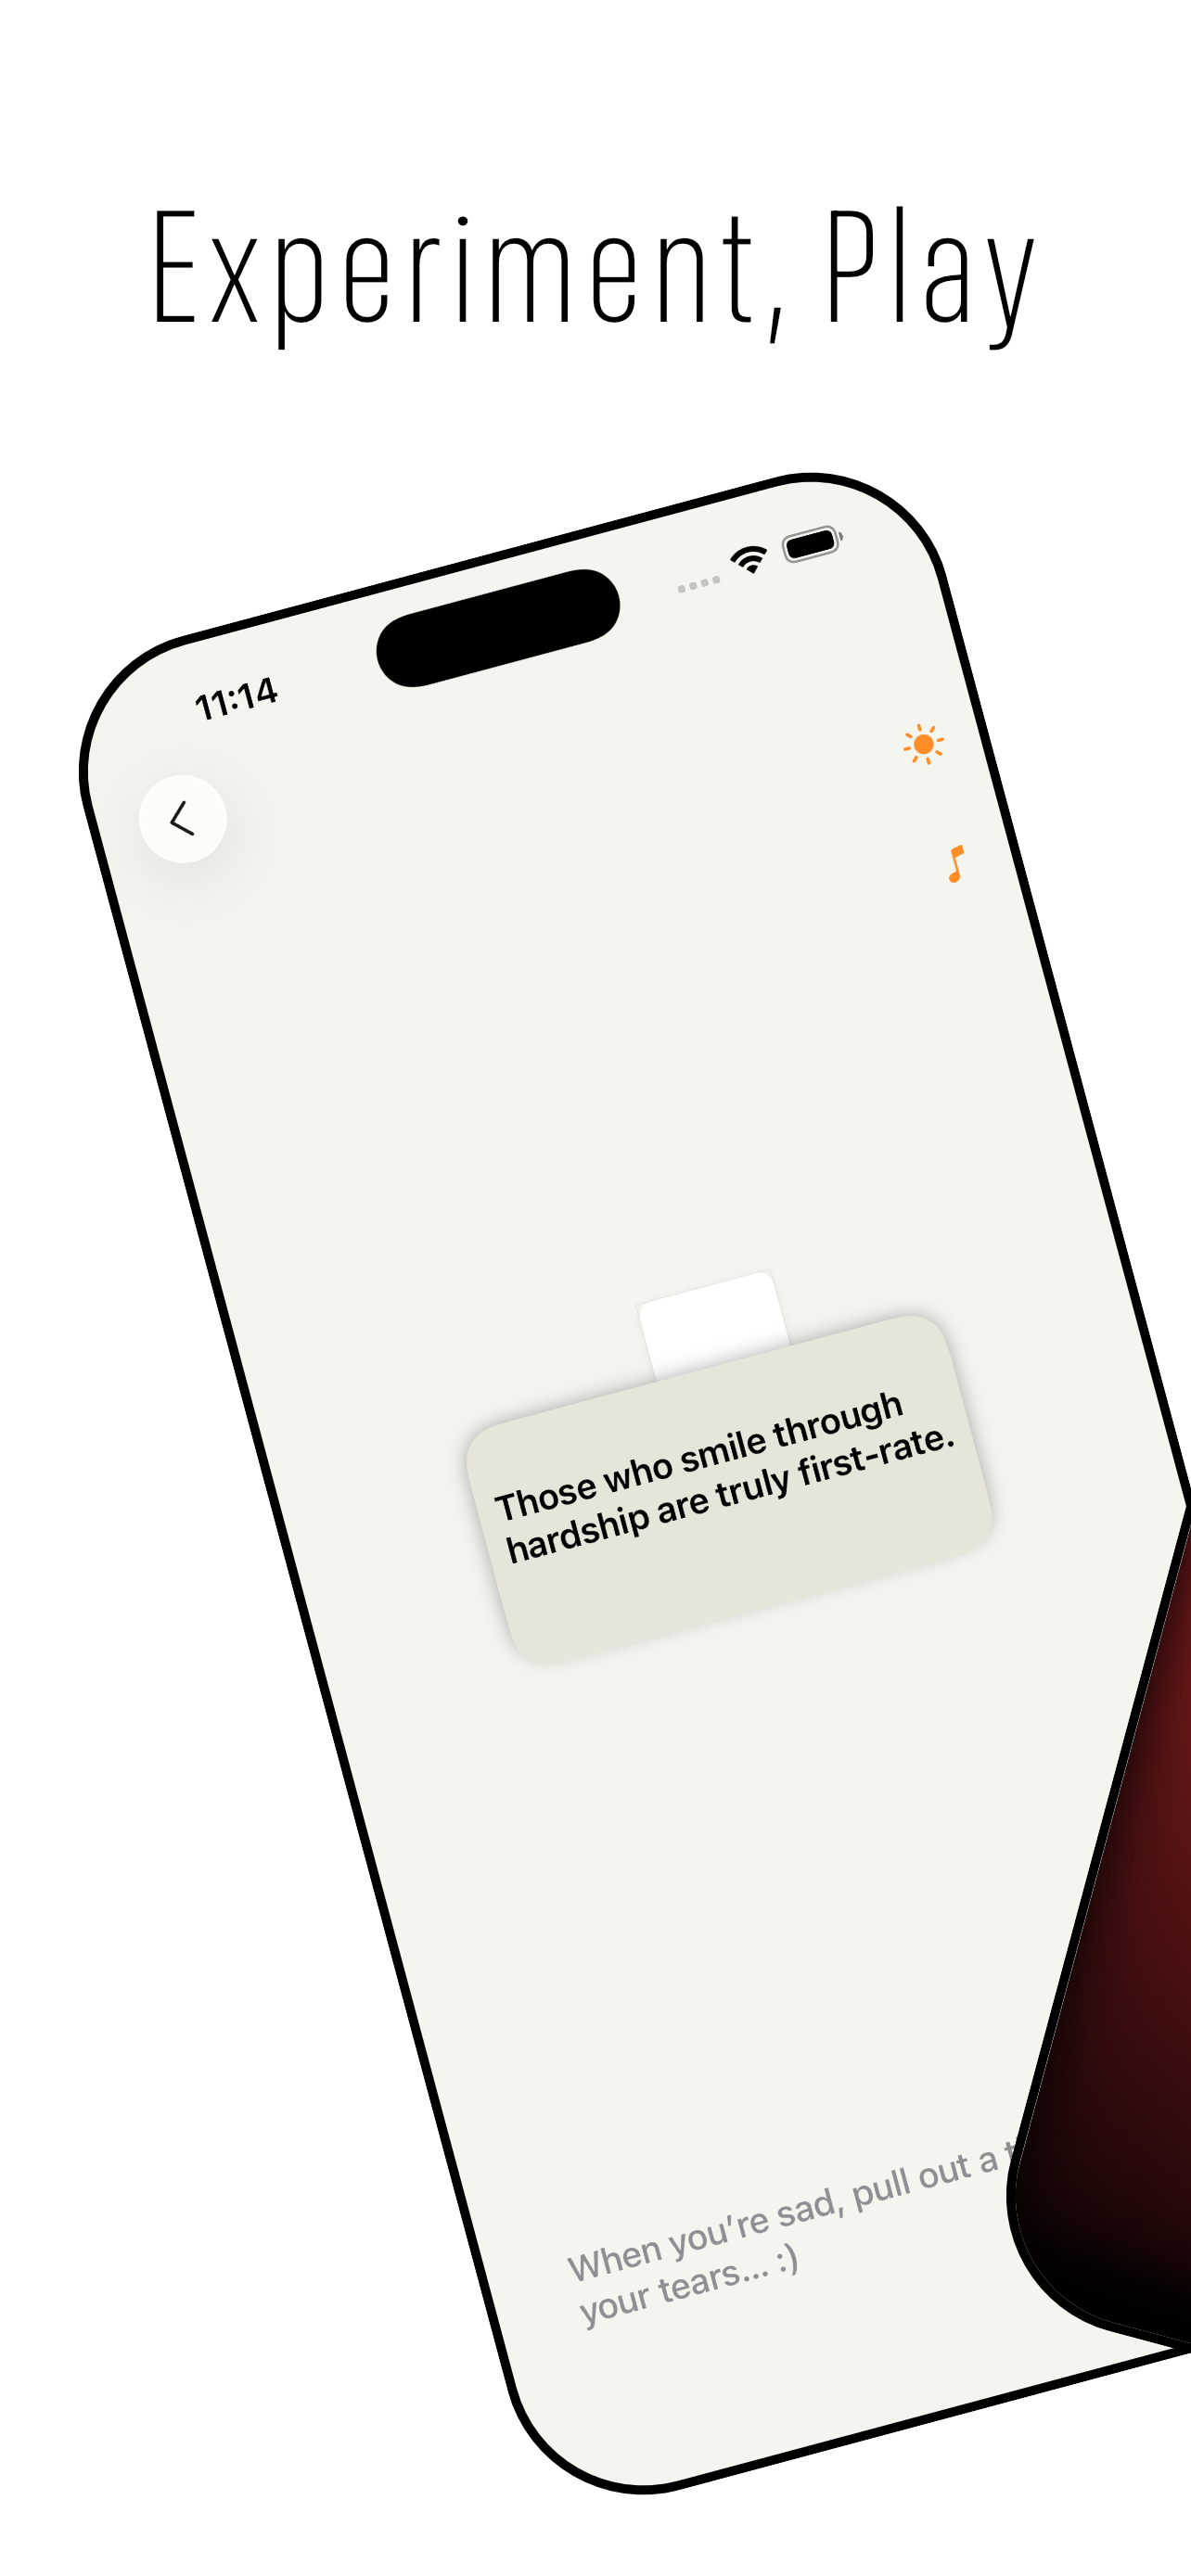 Experiment, Play
11:14
Those who smile through
hardship are truly first-rate.
When you're sad, pull out a
your tears... :)